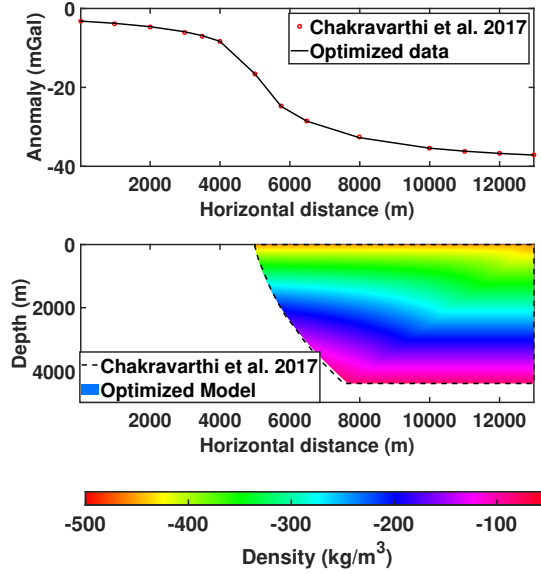 0
-20
-40
Anomaly (mGal)
Chakravarthi et al. 2017
Optimized data
2000 4000 6000 8000 10000 12000
Horizontal distance (m)
0
2000
4000
Depth (m)
Chakravarthi et al. 2017
Optimized Model
2000 4000 6000 8000 10000 12000
Horizontal distance (m)
-500 -400 -300 -200 -100
Density (kg/m³)